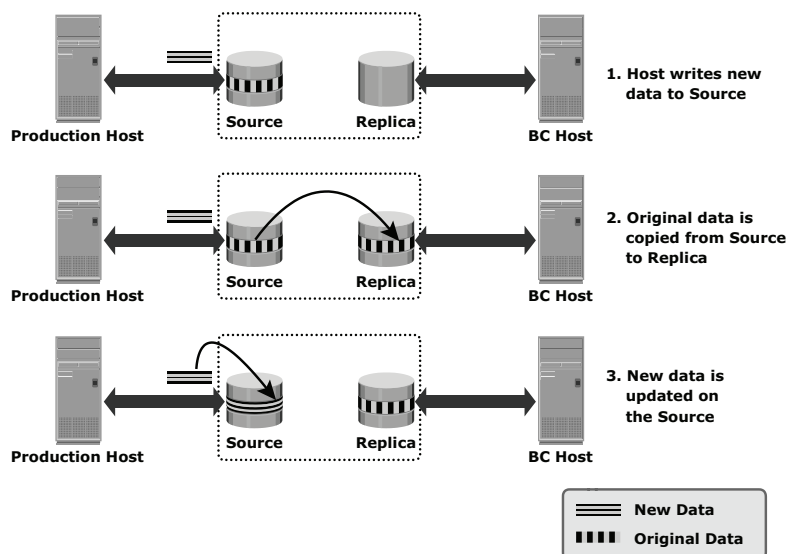 1. Host writes new
data to Source
Source
Replica
Production Host
BC Host
2. Original data is
copied from Source
to Replica
Source
Replica
Production Host
BC Host
3. New data is
updated on
the Source
Source
Replica
Production Host
BC Host
New Data
Original Data